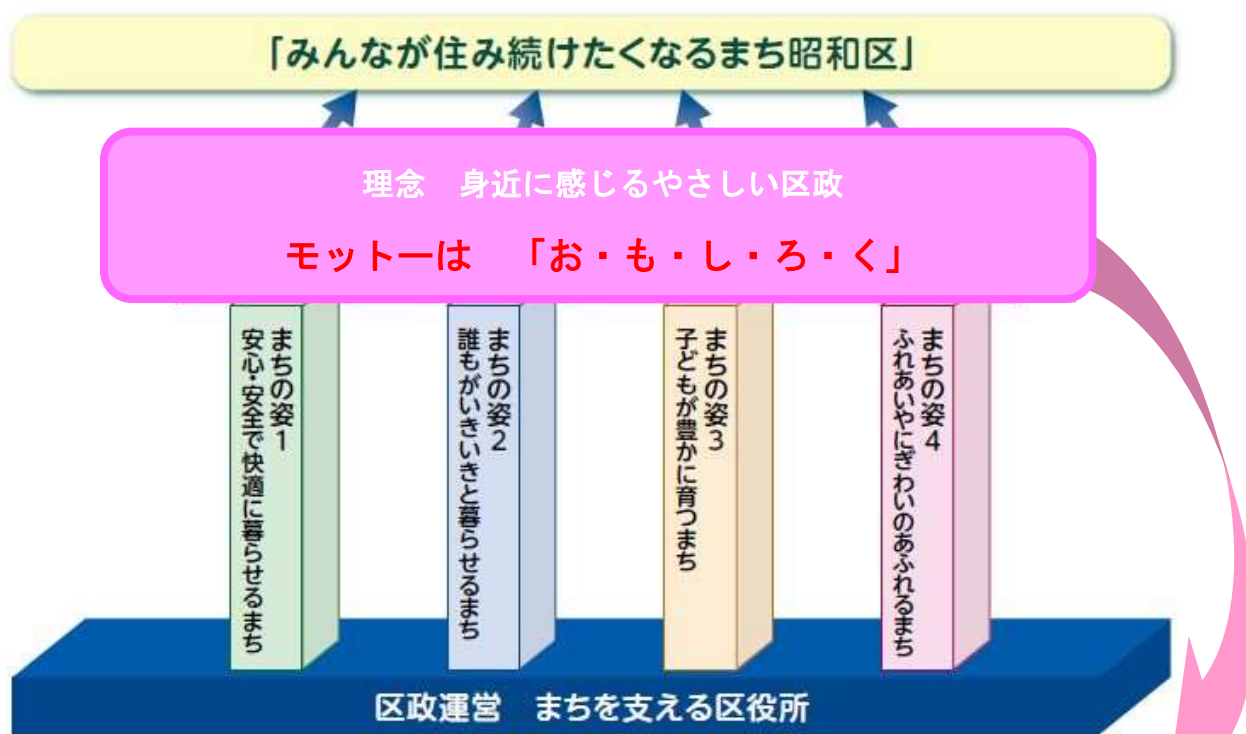 「みんなが住み続けたくなるまち昭和区」
理念　身近に感じるやさしい区政
モットーは　「お・も・し・ろ・く」
まちの姿1
安心・安全で快適に暮らせるまち
まちの姿2
誰もがいきいきと暮らせるまち
まちの姿3
子どもが豊かに育つまち
まちの姿4
ふれあいやにぎわいのあふれるまち
区政運営　まちを支える区役所